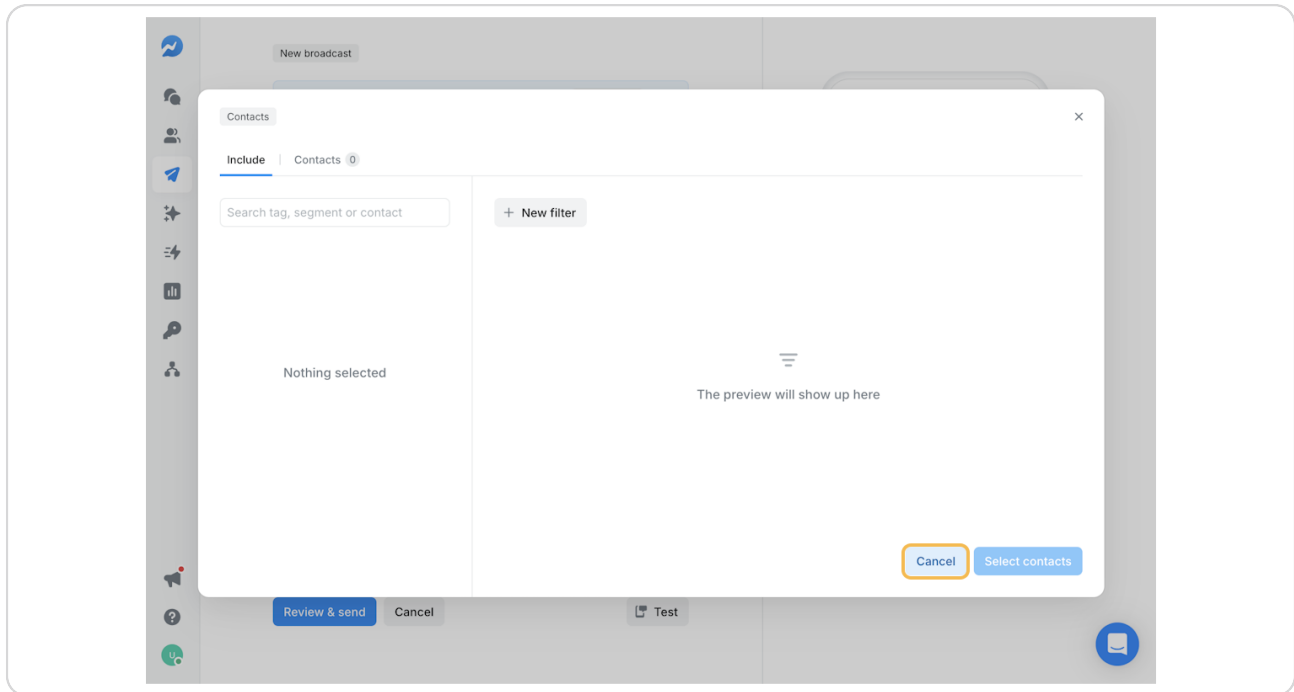 New broadcast
Contacts
Include
Contacts 0
Search tag, segment or contact
New filter
Nothing selected
The preview will show up here
Cancel
Select contacts
Review & send
Cancel
Test
U